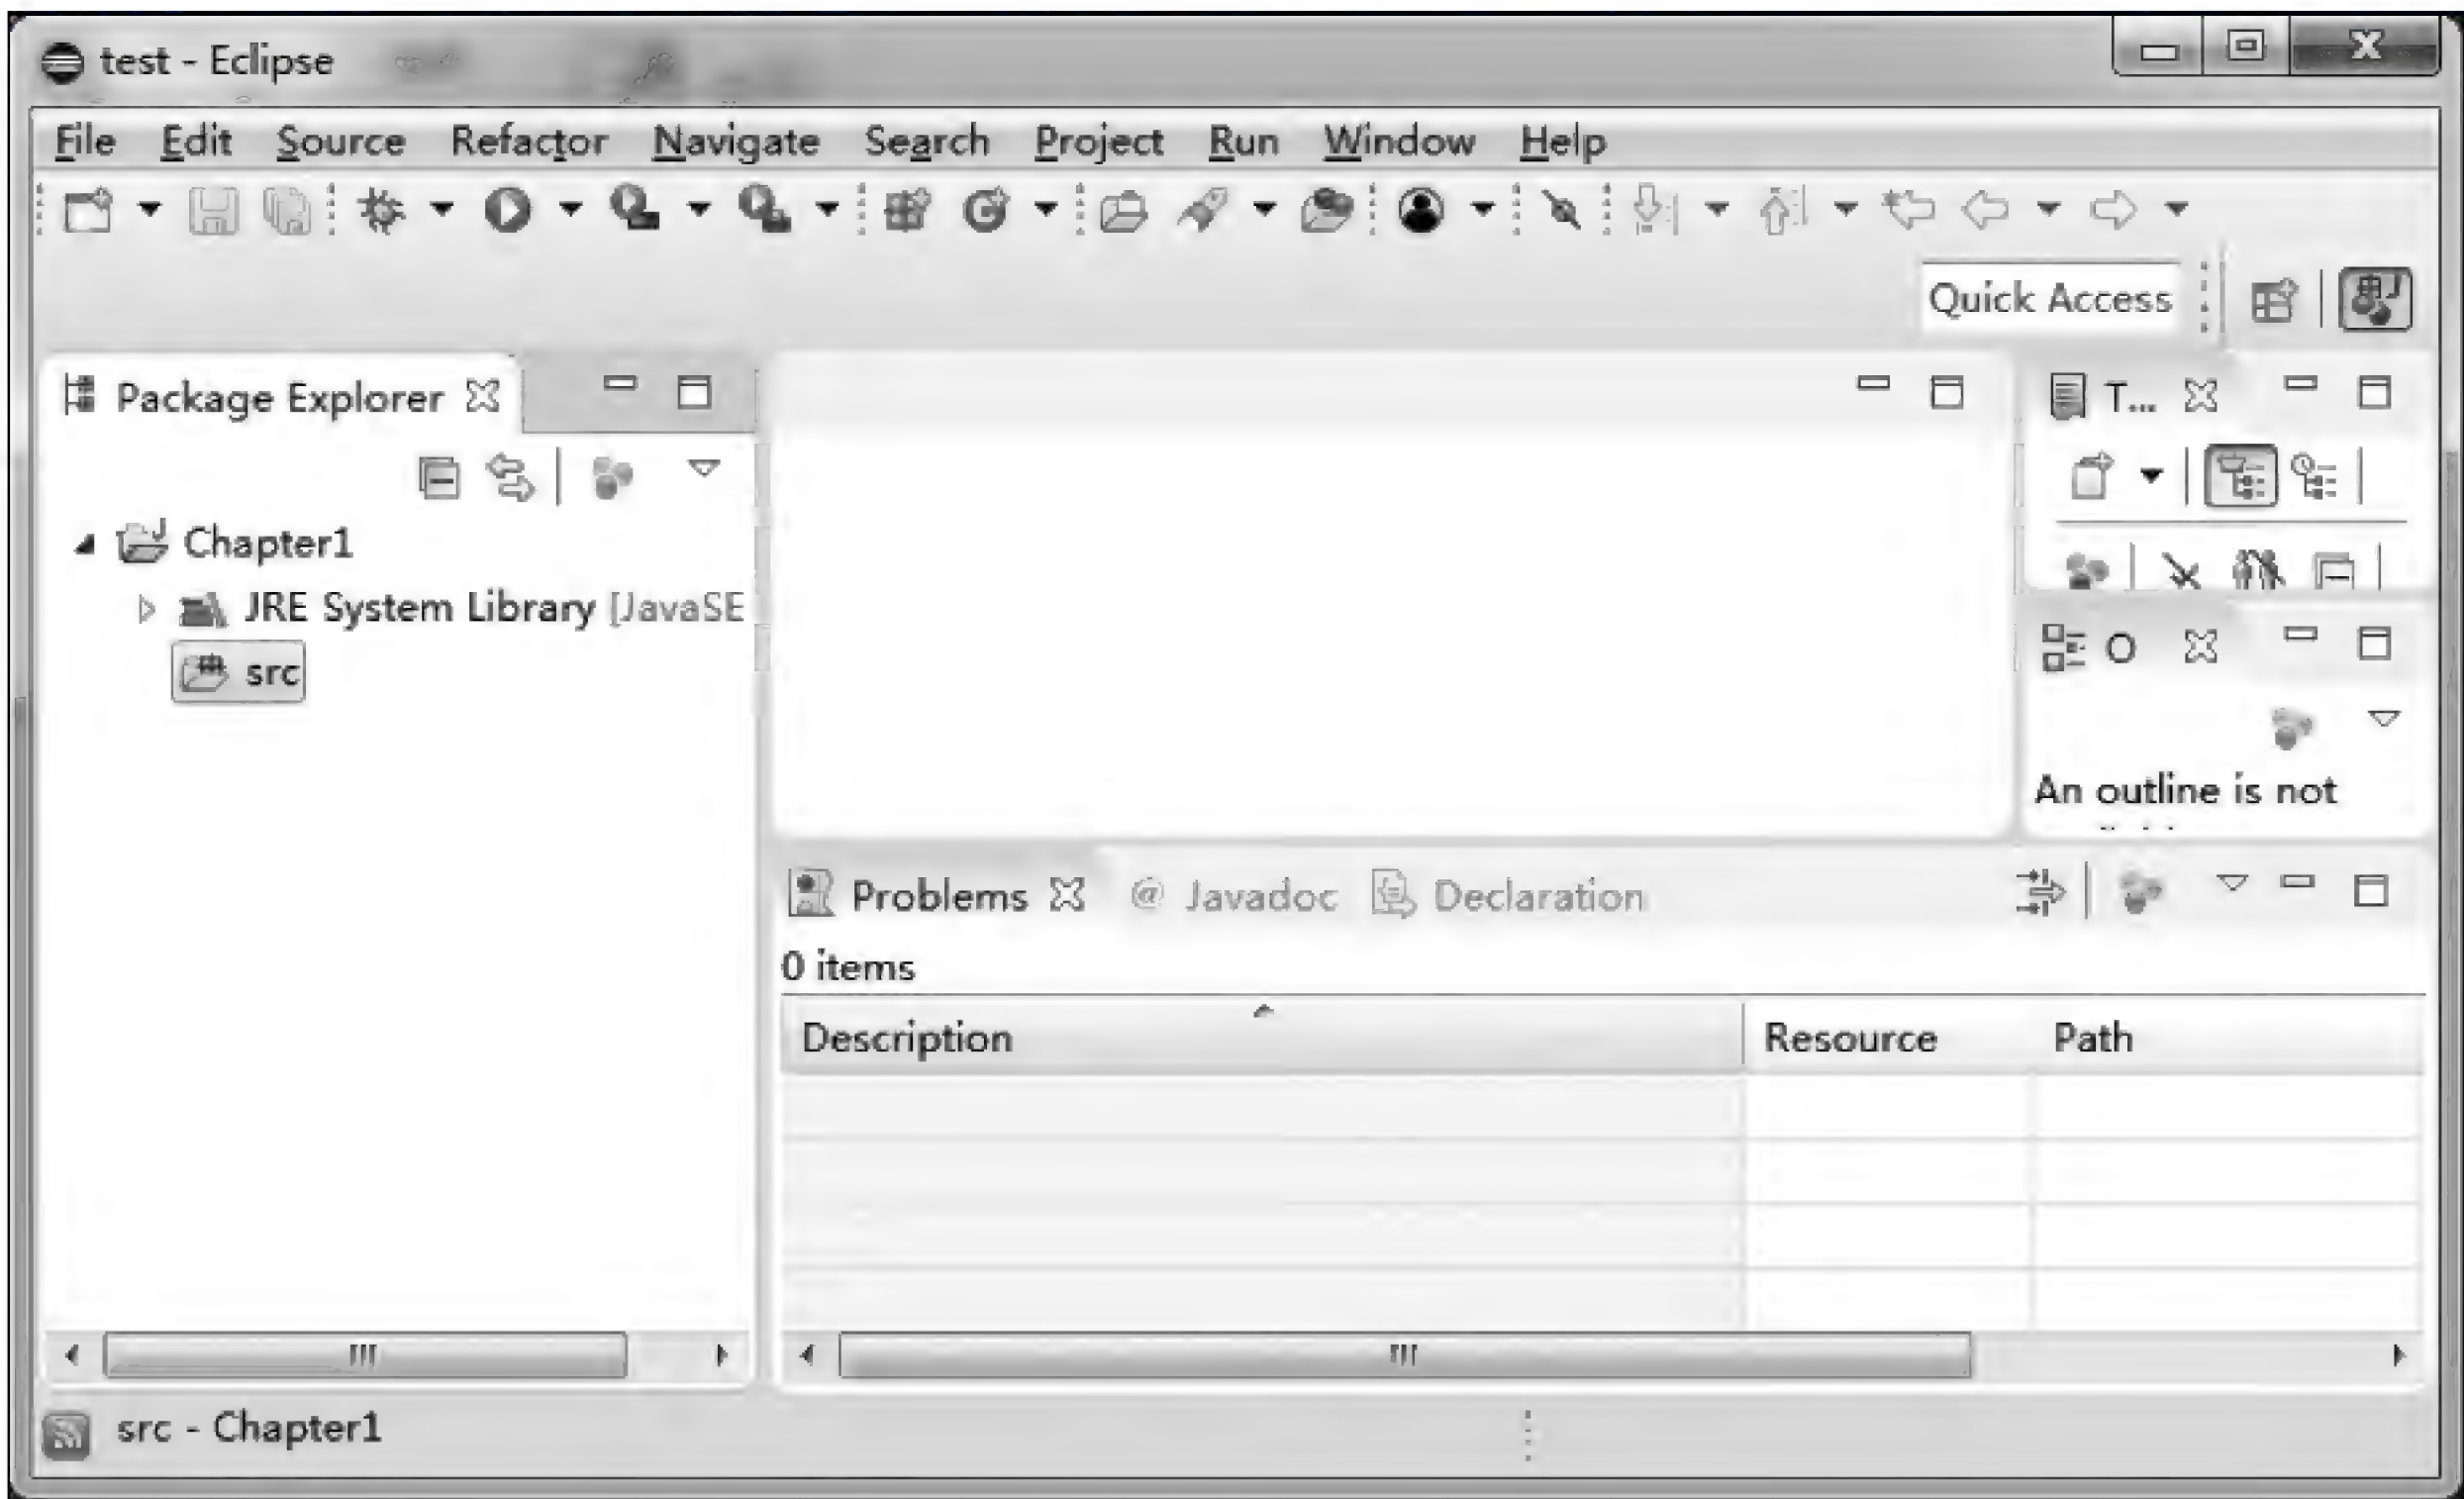 test - Eclipse
File Edit Source Refactor Navigate Search Project Run Window Help
Quick Access
Package Explorer
T...
Chapter1
JRE System Library [JavaSE
src
O
An outline is not
Problems @ Javadoc Declaration
0 items
Description Resource Path
src - Chapter1